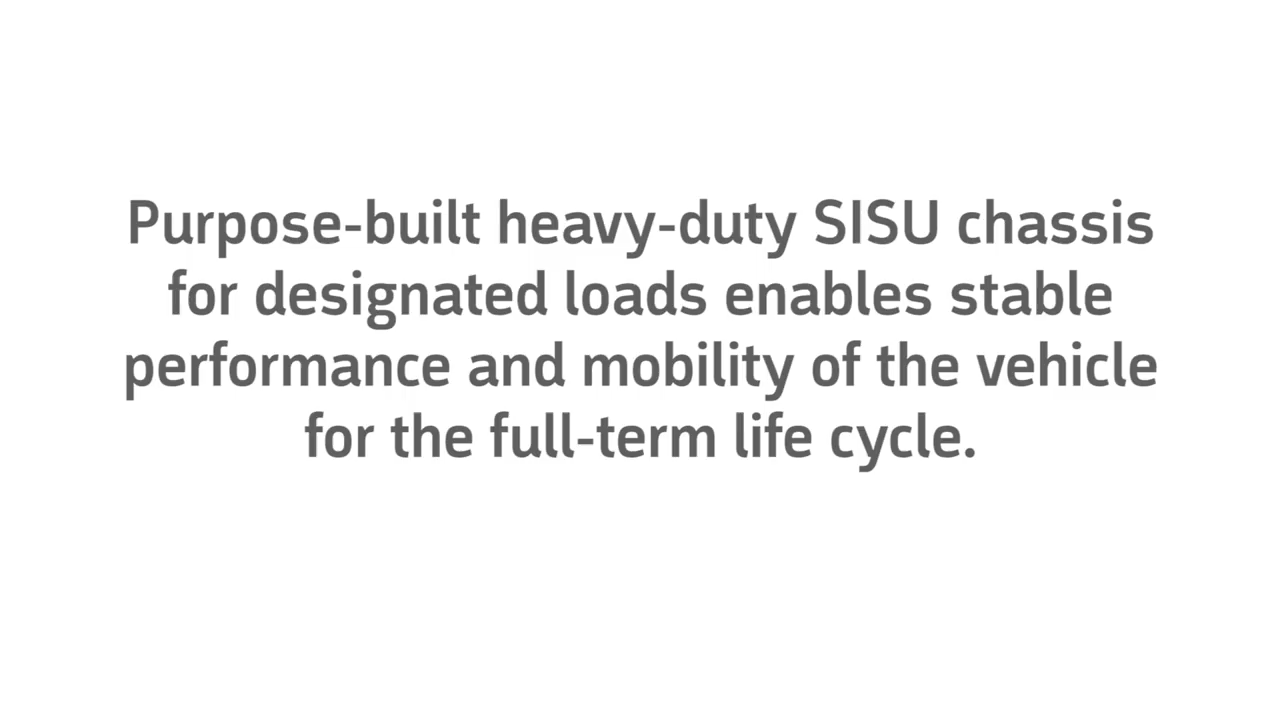 Purpose-built heavy-duty SISU chassis
for designated loads enables stable
performance and mobility of the vehicle
for the full-term life cycle.